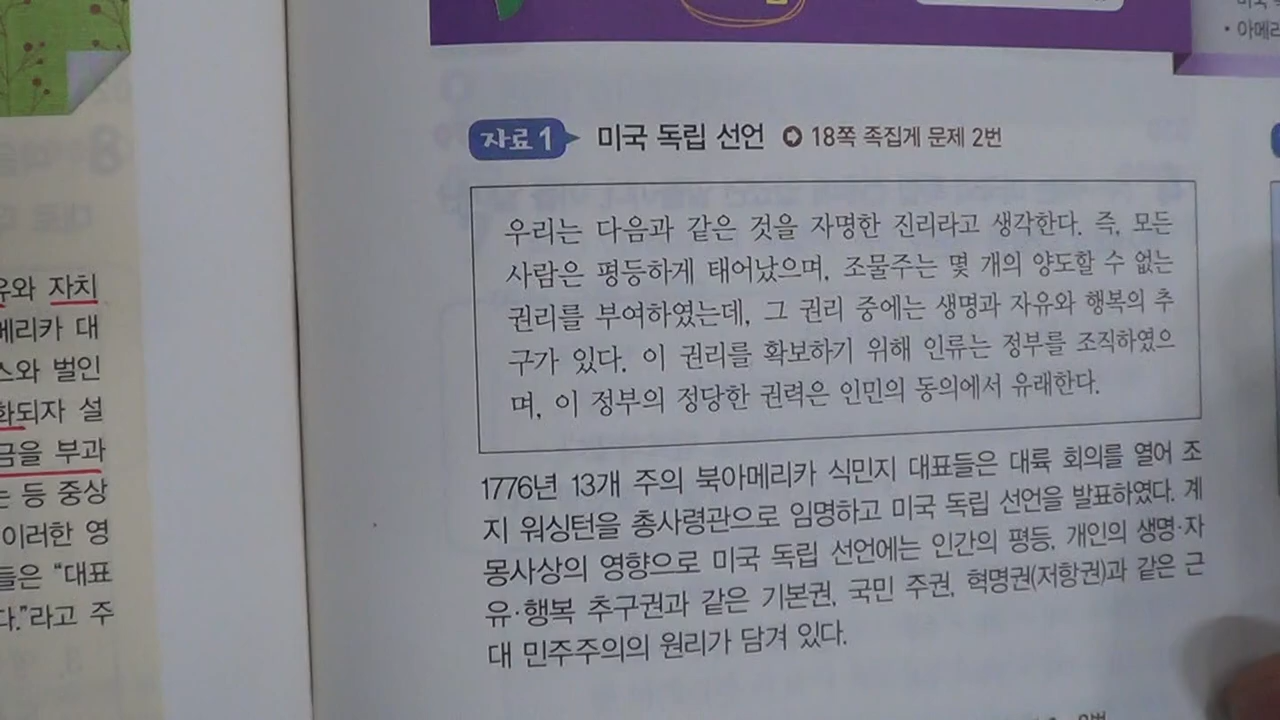 유와 자치
메리카 대
스와 벌인
화되자 설
금을 부과
는 등 중상
이러한 영
들은 “대표
다.”라고 주
자료 1 미국 독립 선언 18쪽 족집게 문제 2번
우리는 다음과 같은 것을 자명한 진리라고 생각한다. 즉, 모든
사람은 평등하게 태어났으며, 조물주는 몇 개의 양도할 수 없는
권리를 부여하였는데, 그 권리 중에는 생명과 자유와 행복의 추
구가 있다. 이 권리를 확보하기 위해 인류는 정부를 조직하였으
며, 이 정부의 정당한 권력은 인민의 동의에서 유래한다.
1776년 13개 주의 북아메리카 식민지 대표들은 대륙 회의를 열어 조
지 워싱턴을 총사령관으로 임명하고 미국 독립 선언을 발표하였다. 계
몽사상의 영향으로 미국 독립 선언에는 인간의 평등, 개인의 생명·자
유·행복 추구권과 같은 기본권, 국민 주권, 혁명권(저항권)과 같은 근
대 민주주의의 원리가 담겨 있다.